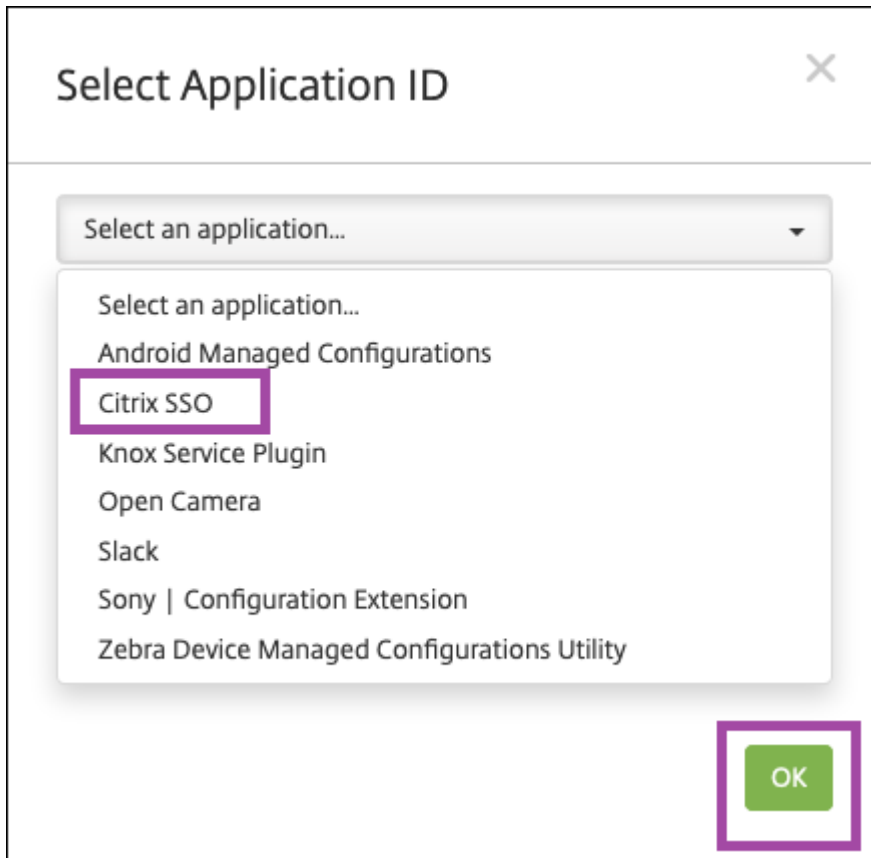 Select Application ID
Select an application...
Select an application...
Android Managed Configurations
Citrix SSO
Knox Service Plugin
Open Camera
Slack
Sony | Configuration Extension
Zebra Device Managed Configurations Utility
OK